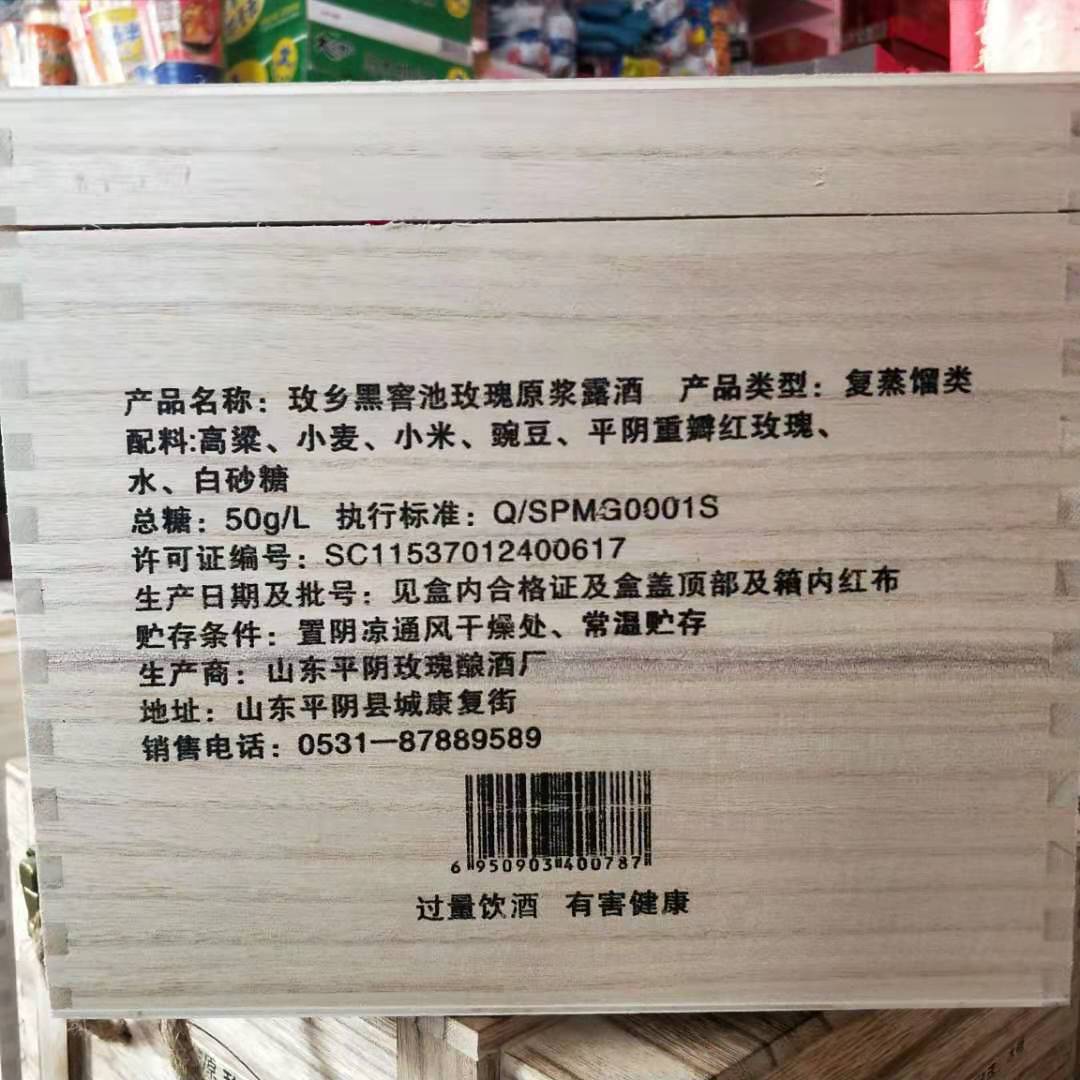 产品名称：玫乡黑窖池玫瑰原浆露酒 产品类型：复蒸馏类
配料:高粱、小麦、小米、豌豆、平阴重瓣红玫瑰、
水、白砂糖
总糖：50g/L 执行标准：Q/SPMG0001S
许可证编号：SC11537012400617
生产日期及批号：见盒内合格证及盒盖顶部及箱内红布
贮存条件：置阴凉通风干燥处、常温贮存
生产商：山东平阴玫瑰酿酒厂
地址：山东平阴县城康复街
销售电话：0531—87889589
6 950903 400787
过量饮酒 有害健康